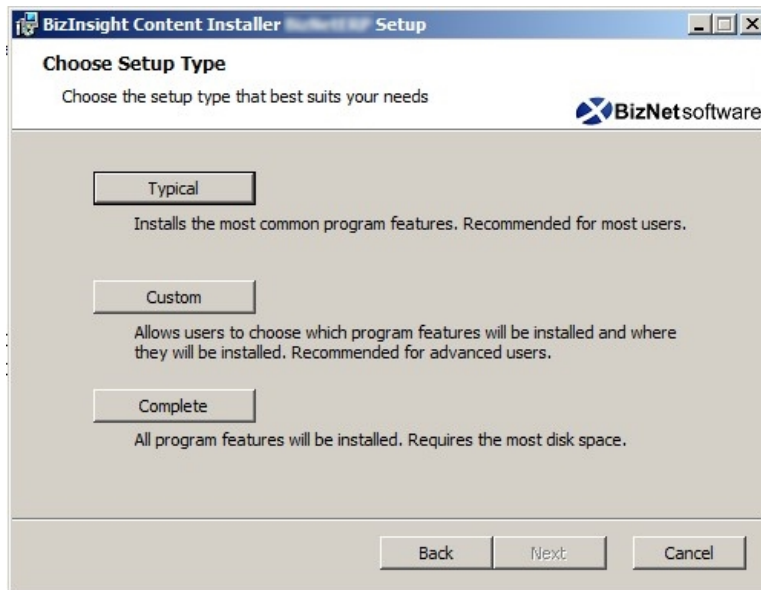 BizInsight Content Installer Setup
Choose Setup Type
Choose the setup type that best suits your needs
BizNetsoftware
Typical
Installs the most common program features. Recommended for most users.
Custom
Allows users to choose which program features will be installed and where
they will be installed. Recommended for advanced users.
Complete
All program features will be installed. Requires the most disk space.
Back Next Cancel